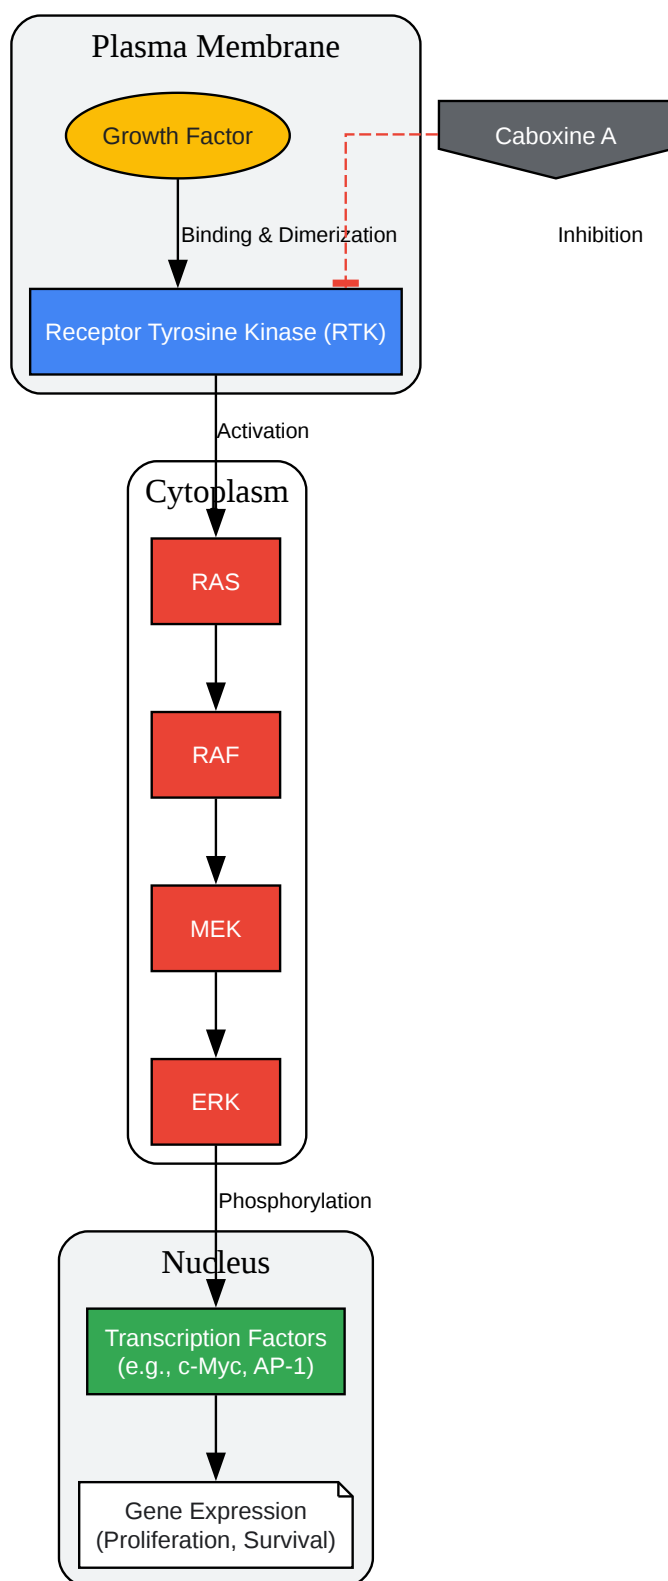 Plasma Membrane
Growth Factor
Caboxine A
Binding & Dimerization
Inhibition
Receptor Tyrosine Kinase (RTK)
Activation
Cytoplasm
RAS
RAF
MEK
ERK
Phosphorylation
Nucleus
Transcription Factors
(e.g., c-Myc, AP-1)
Gene Expression
(Proliferation, Survival)